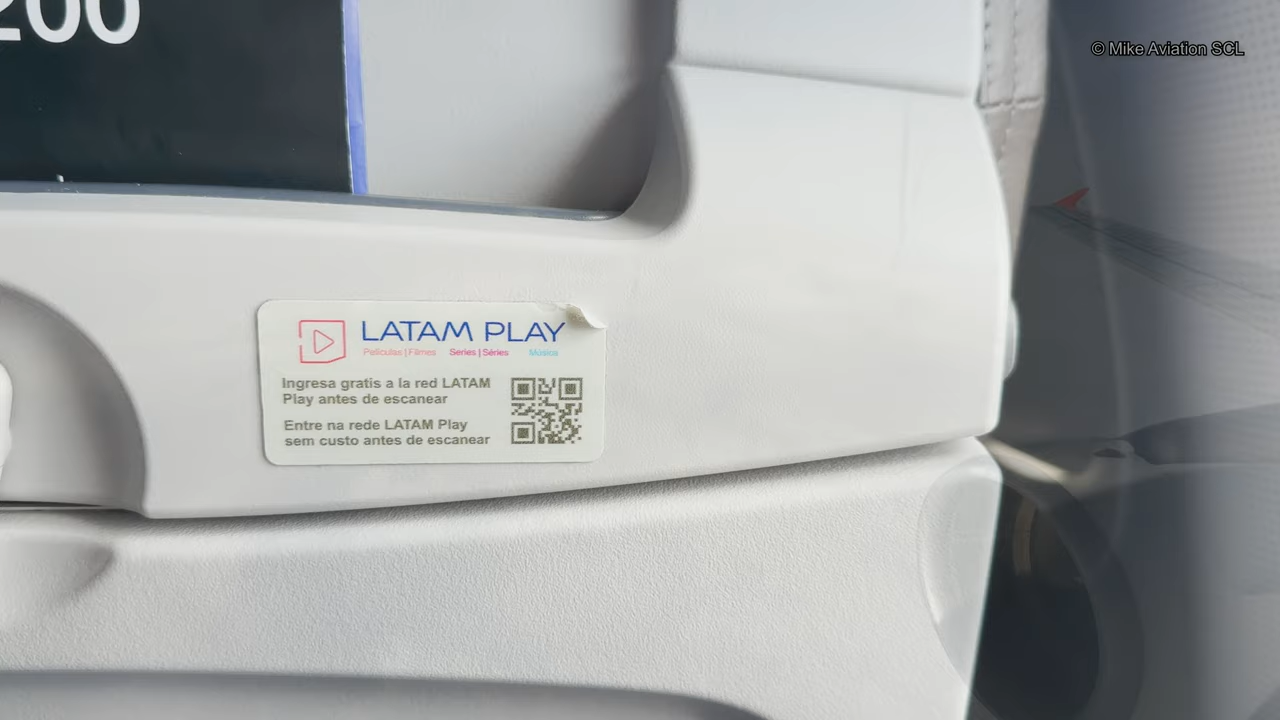 200
© Mike Aviation SCL
LATAM PLAY
Películas | Filmes Series | Séries Música
Ingresa gratis a la red LATAM
Play antes de escanear
Entre na rede LATAM Play
sem custo antes de escanear